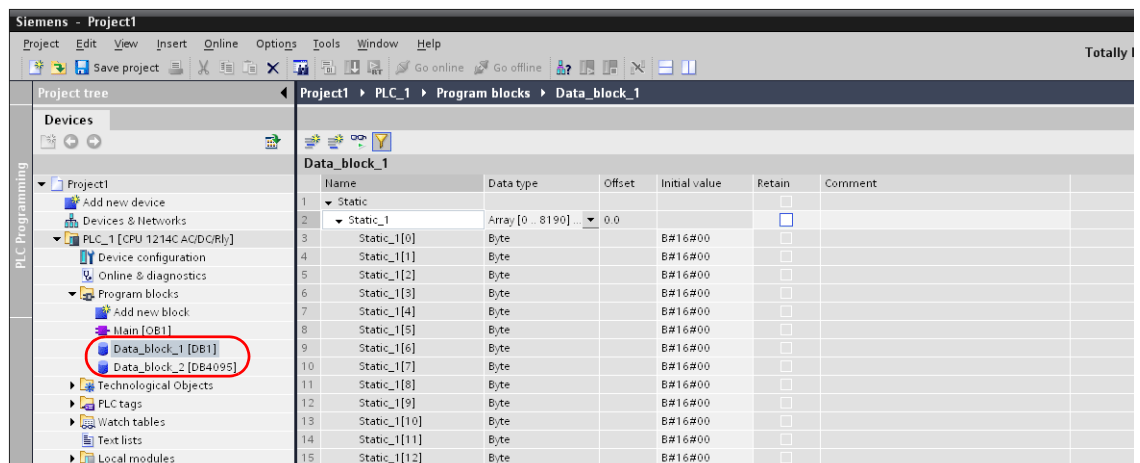 Siemens - Project1
Project Edit View Insert Online Options Tools Window Help
Save project Go online Go offline
Totally
Project tree
Project1 Ꞌ PLC_1 Program blocks Data_block_1
Devices
PLC Programming
Data_block_1
Name Data type Offset Initial value Retain Comment
Project1
Add new device
Devices & Networks
PLC_1 [CPU 1214C AC/DC/Rly]
Device configuration
Online & diagnostics
Program blocks
Add new block
Main [OB1]
Data_block_1 [DB1]
Data_block_2 [DB4095]
Technological Objects
PLC tags
Watch tables
Text lists
Local modules
1 Static
2 Static_1 Array [0 .. 8190] ... 0.0
3 Static_1[0] Byte B#16#00
4 Static_1[1] Byte B#16#00
5 Static_1[2] Byte B#16#00
6 Static_1[3] Byte B#16#00
7 Static_1[4] Byte B#16#00
8 Static_1[5] Byte B#16#00
9 Static_1[6] Byte B#16#00
10 Static_1[7] Byte B#16#00
11 Static_1[8] Byte B#16#00
12 Static_1[9] Byte B#16#00
13 Static_1[10] Byte B#16#00
14 Static_1[11] Byte B#16#00
15 Static_1[12] Byte B#16#00